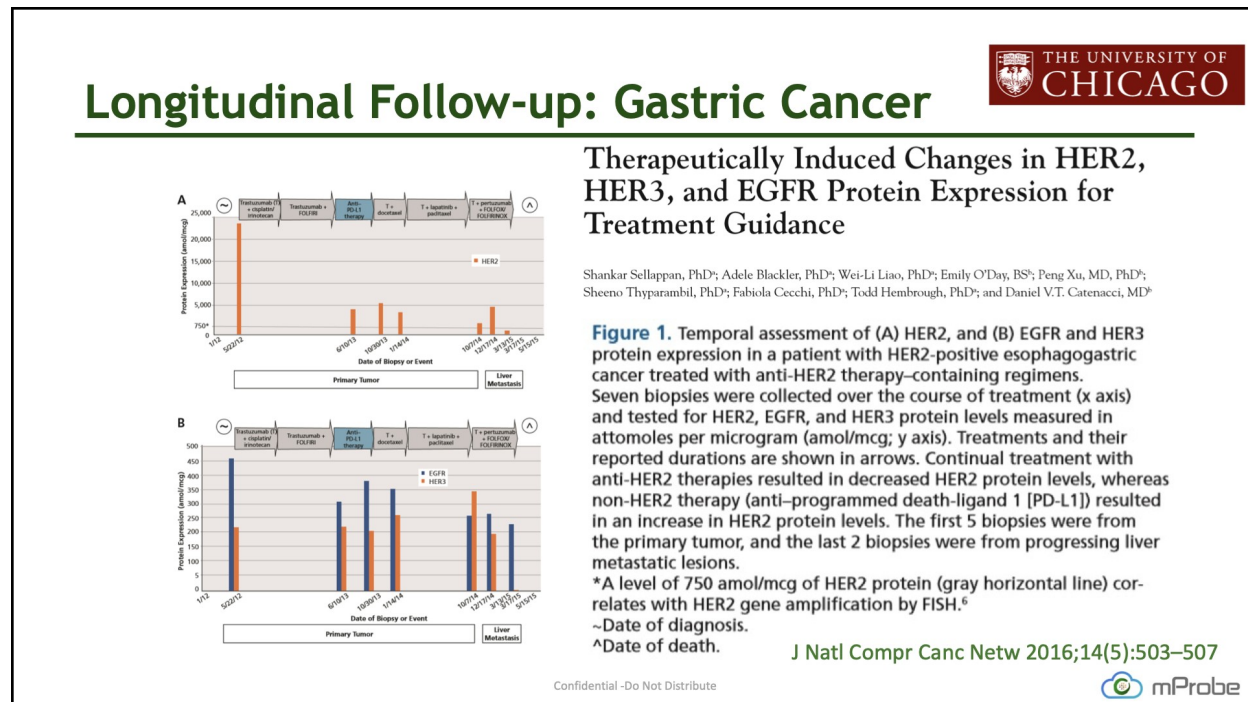 THE UNIVERSITY OF
CHICAGO
Longitudinal Follow-up: Gastric Cancer
Therapeutically Induced Changes in HER2,
HER3, and EGFR Protein Expression for
Treatment Guidance
Shankar Sellappan, PhDᵃ; Adele Blackler, PhDᵃ; Wei-Li Liao, PhDᵃ; Emily O'Day, BSᵇ; Peng Xu, MD, PhDᵇ;
Sheeno Thyparambil, PhDᵃ; Fabiola Cecchi, PhDᵃ; Todd Hembrough, PhDᵃ; and Daniel V.T. Catenacci, MDᵇ
A
~
Trastuzumab (T)
+ cisplatin/
irinotecan
Trastuzumab +
FOLFIRI
Anti-
PD-L1
therapy
T +
docetaxel
T + lapatinib +
paclitaxel
T + pertuzumab
+ FOLFOX/
FOLFIRINOX
^
Protein Expression (amol/mcg)
25,000
20,000
15,000
10,000
5,000
750*
0
HER2
1/12
5/22/12
6/10/13
10/30/13
1/14/14
10/7/14
12/17/14
3/13/15
3/17/15
5/15/15
Date of Biopsy or Event
Primary Tumor
Liver
Metastasis
B
~
Trastuzumab (T)
+ cisplatin/
irinotecan
Trastuzumab +
FOLFIRI
Anti-
PD-L1
therapy
T +
docetaxel
T + lapatinib +
paclitaxel
T + pertuzumab
+ FOLFOX/
FOLFIRINOX
^
Protein Expression (amol/mcg)
500
450
400
350
300
250
200
150
100
5
0
EGFR
HER3
1/12
5/22/12
6/10/13
10/30/13
1/14/14
10/7/14
12/17/14
3/13/15
3/17/15
5/15/15
Date of Biopsy or Event
Primary Tumor
Liver
Metastasis
Figure 1. Temporal assessment of (A) HER2, and (B) EGFR and HER3
protein expression in a patient with HER2-positive esophagogastric
cancer treated with anti-HER2 therapy–containing regimens.
Seven biopsies were collected over the course of treatment (x axis)
and tested for HER2, EGFR, and HER3 protein levels measured in
attomoles per microgram (amol/mcg; y axis). Treatments and their
reported durations are shown in arrows. Continual treatment with
anti-HER2 therapies resulted in decreased HER2 protein levels, whereas
non-HER2 therapy (anti–programmed death-ligand 1 [PD-L1]) resulted
in an increase in HER2 protein levels. The first 5 biopsies were from
the primary tumor, and the last 2 biopsies were from progressing liver
metastatic lesions.
*A level of 750 amol/mcg of HER2 protein (gray horizontal line) cor-
relates with HER2 gene amplification by FISH.⁶
~Date of diagnosis.
^Date of death.
J Natl Compr Canc Netw 2016;14(5):503–507
Confidential -Do Not Distribute
mProbe